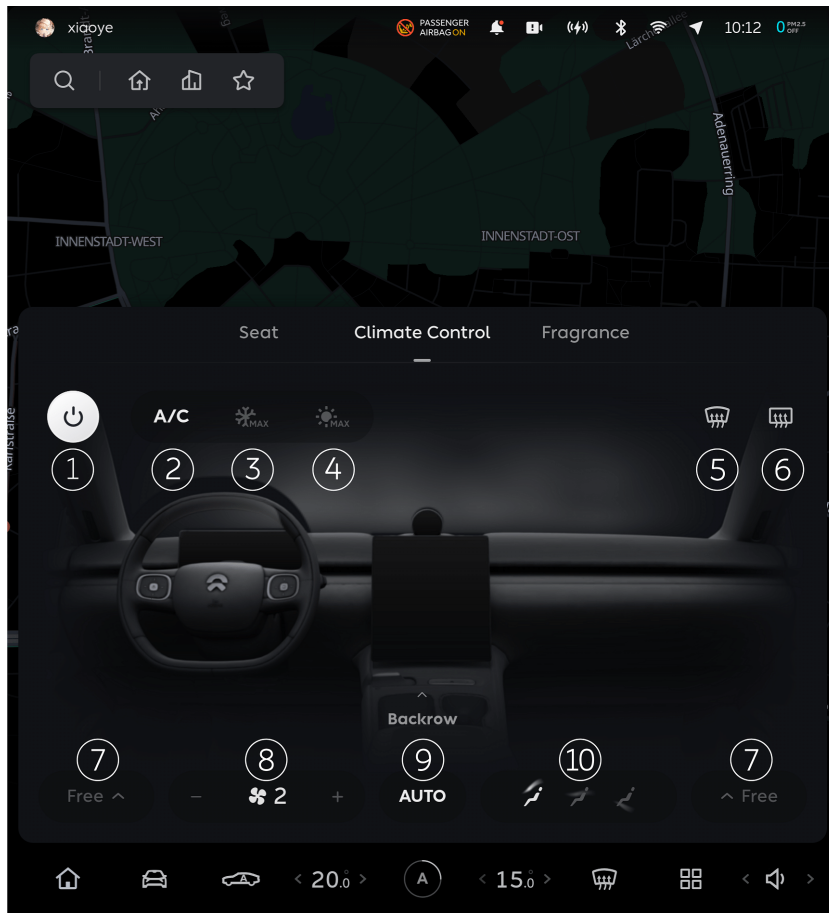 xiaoye
PASSENGER
AIRBAG ON
10:12
0 PM2.5
OFF
Adenauerring
INNENSTADT-WEST
INNENSTADT-OST
Seat Climate Control Fragrance
A/C MAX MAX
1 2 3 4 5 6
Backrow
7 8 9 10 7
Free − 2 + AUTO Free
< 20.0° > A < 15.0° > < >